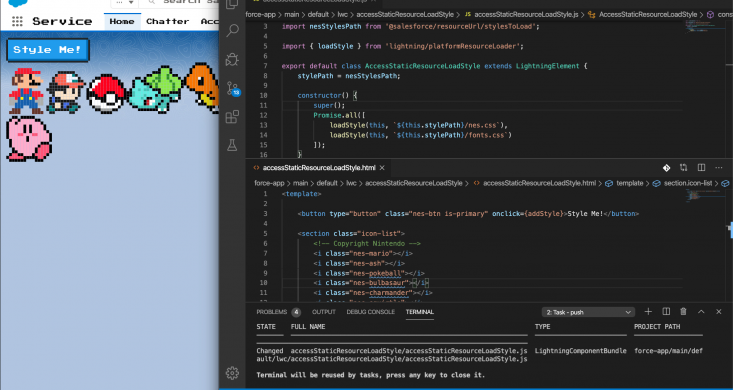 Search Sa
Service
Home
Chatter
Style Me!
force-app > main > default > lwc > accessStaticResourceLoadStyle > JS accessStaticResourceLoadStyle.js > AccessStaticResourceLoadStyle > const
3 import nesStylesPath from '@salesforce/resourceUrl/stylesToLoad';
4
5 import { loadStyle } from 'lightning/platformResourceLoader';
6
7 export default class AccessStaticResourceLoadStyle extends LightningElement {
8 stylePath = nesStylesPath;
9
10 constructor() {
11 super();
12 Promise.all([
13 loadStyle(this, `${this.stylePath}/nes.css`),
14 loadStyle(this, `${this.stylePath}/fonts.css`)
15 ]);
16 }
12
<> accessStaticResourceLoadStyle.html ×
force-app > main > default > lwc > accessStaticResourceLoadStyle > <> accessStaticResourceLoadStyle.html > template > section.icon-list >
1 <template>
2
3 <button type="button" class="nes-btn is-primary" onclick={addStyle}>Style Me!</button>
4
5 <section class="icon-list">
6 <!-- Copyright Nintendo -->
7 <i class="nes-mario"></i>
8 <i class="nes-ash"></i>
9 <i class="nes-pokeball"></i>
10 <i class="nes-bulbasaur"></i>
11 <i class="nes-charmander"></i>
PROBLEMS 4 OUTPUT DEBUG CONSOLE TERMINAL 2: Task - push
STATE FULL NAME TYPE PROJECT PATH
Changed accessStaticResourceLoadStyle/accessStaticResourceLoadStyle.js LightningComponentBundle force-app/main/def
ault/lwc/accessStaticResourceLoadStyle/accessStaticResourceLoadStyle.js
Terminal will be reused by tasks, press any key to close it.